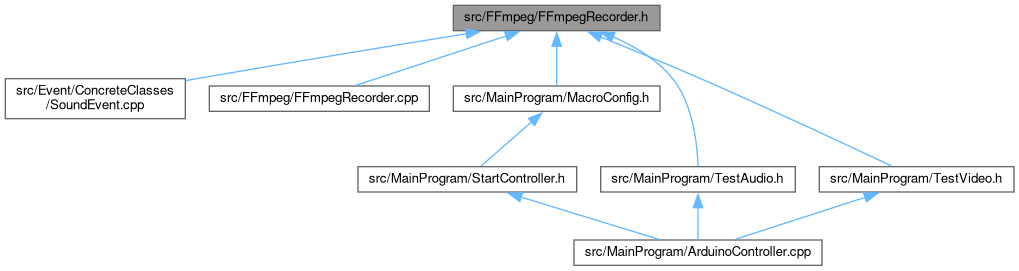 src/FFmpeg/FFmpegRecorder.h
src/Event/ConcreteClasses
/SoundEvent.cpp
src/FFmpeg/FFmpegRecorder.cpp
src/MainProgram/MacroConfig.h
src/MainProgram/StartController.h
src/MainProgram/TestAudio.h
src/MainProgram/TestVideo.h
src/MainProgram/ArduinoController.cpp